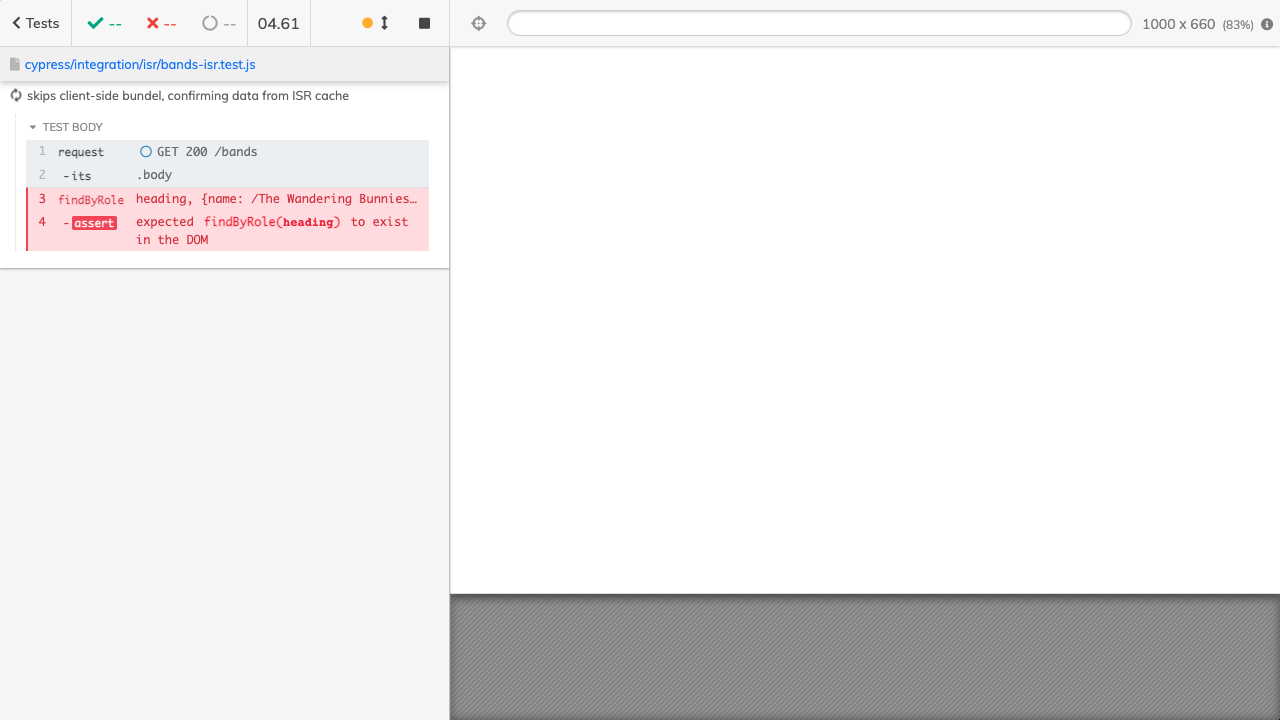 Tests -- -- -- 04.61 1000 x 660 (83%)
cypress/integration/isr/bands-isr.test.js
skips client-side bundel, confirming data from ISR cache
TEST BODY
1 request GET 200 /bands
2 -its .body
3 findByRole heading, {name: /The Wandering Bunnies…
4 -assert expected findByRole(heading) to exist
in the DOM